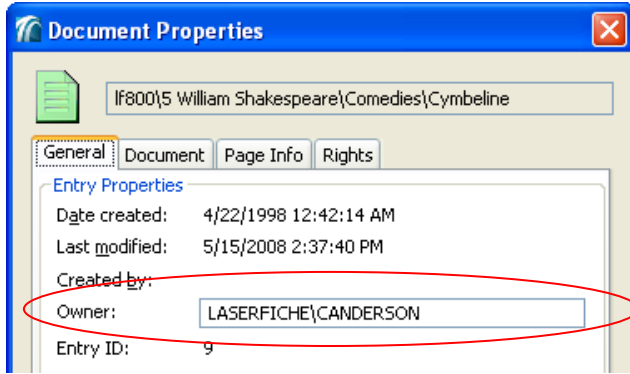 Document Properties
lf800\5 William Shakespeare\Comedies\Cymbeline
General Document Page Info Rights
Entry Properties
Date created: 4/22/1998 12:42:14 AM
Last modified: 5/15/2008 2:37:40 PM
Created by:
Owner: LASERFICHE\CANDERSON
Entry ID: 9